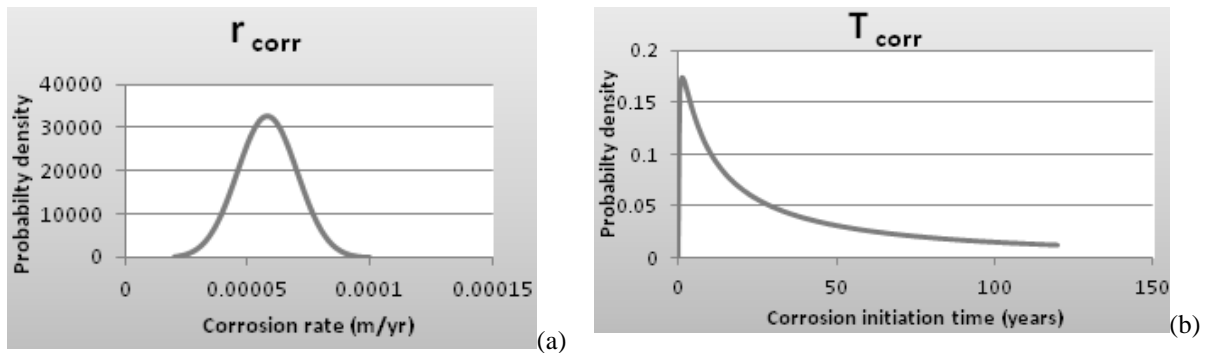 r corr
Probabilty density
40000
30000
20000
10000
0
0
0.00005
0.0001
0.00015
Corrosion rate (m/yr)
(a)
T corr
Probabilty density
0.2
0.15
0.1
0.05
0
0
50
100
150
Corrosion initiation time (years)
(b)